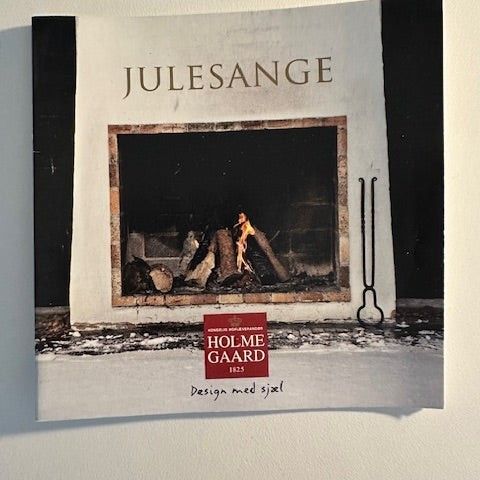 JULESANGE
KONGELIG HOFLEVERANDØR
HOLME
GAARD
1825
Design med sjæl